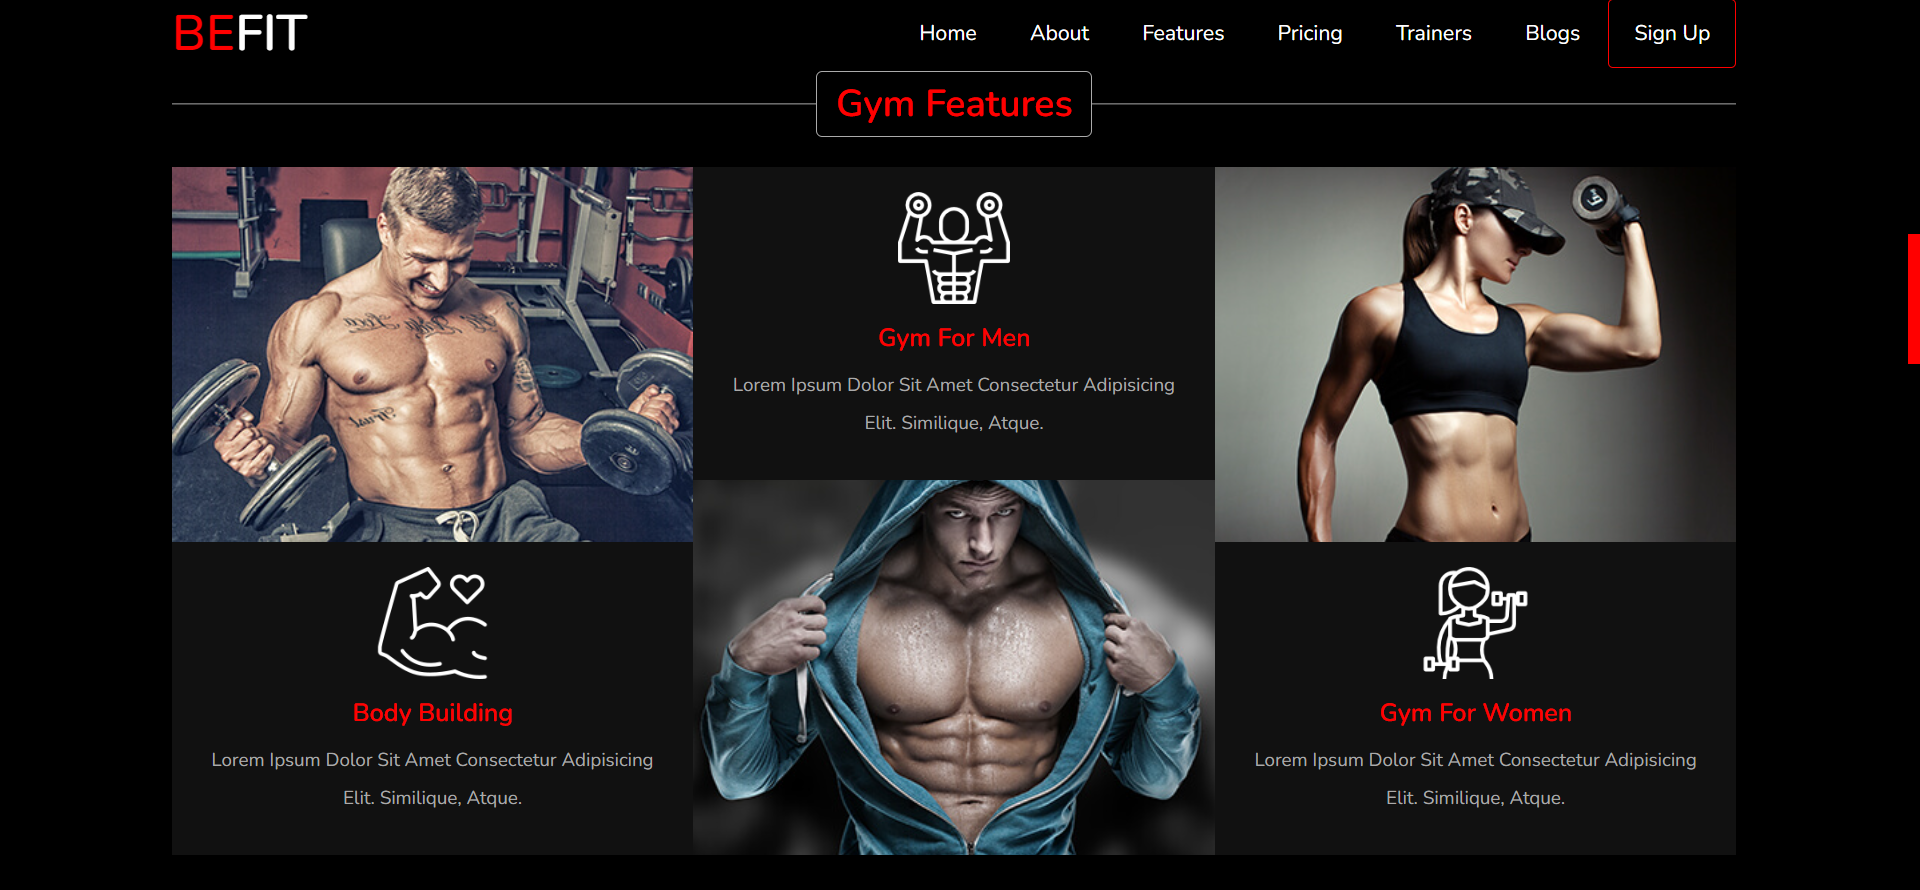 BEFIT
Home About Features Pricing Trainers Blogs Sign Up
Gym Features
Gym For Men
Lorem Ipsum Dolor Sit Amet Consectetur Adipisicing
Elit. Similique, Atque.
Body Building
Lorem Ipsum Dolor Sit Amet Consectetur Adipisicing
Elit. Similique, Atque.
Gym For Women
Lorem Ipsum Dolor Sit Amet Consectetur Adipisicing
Elit. Similique, Atque.